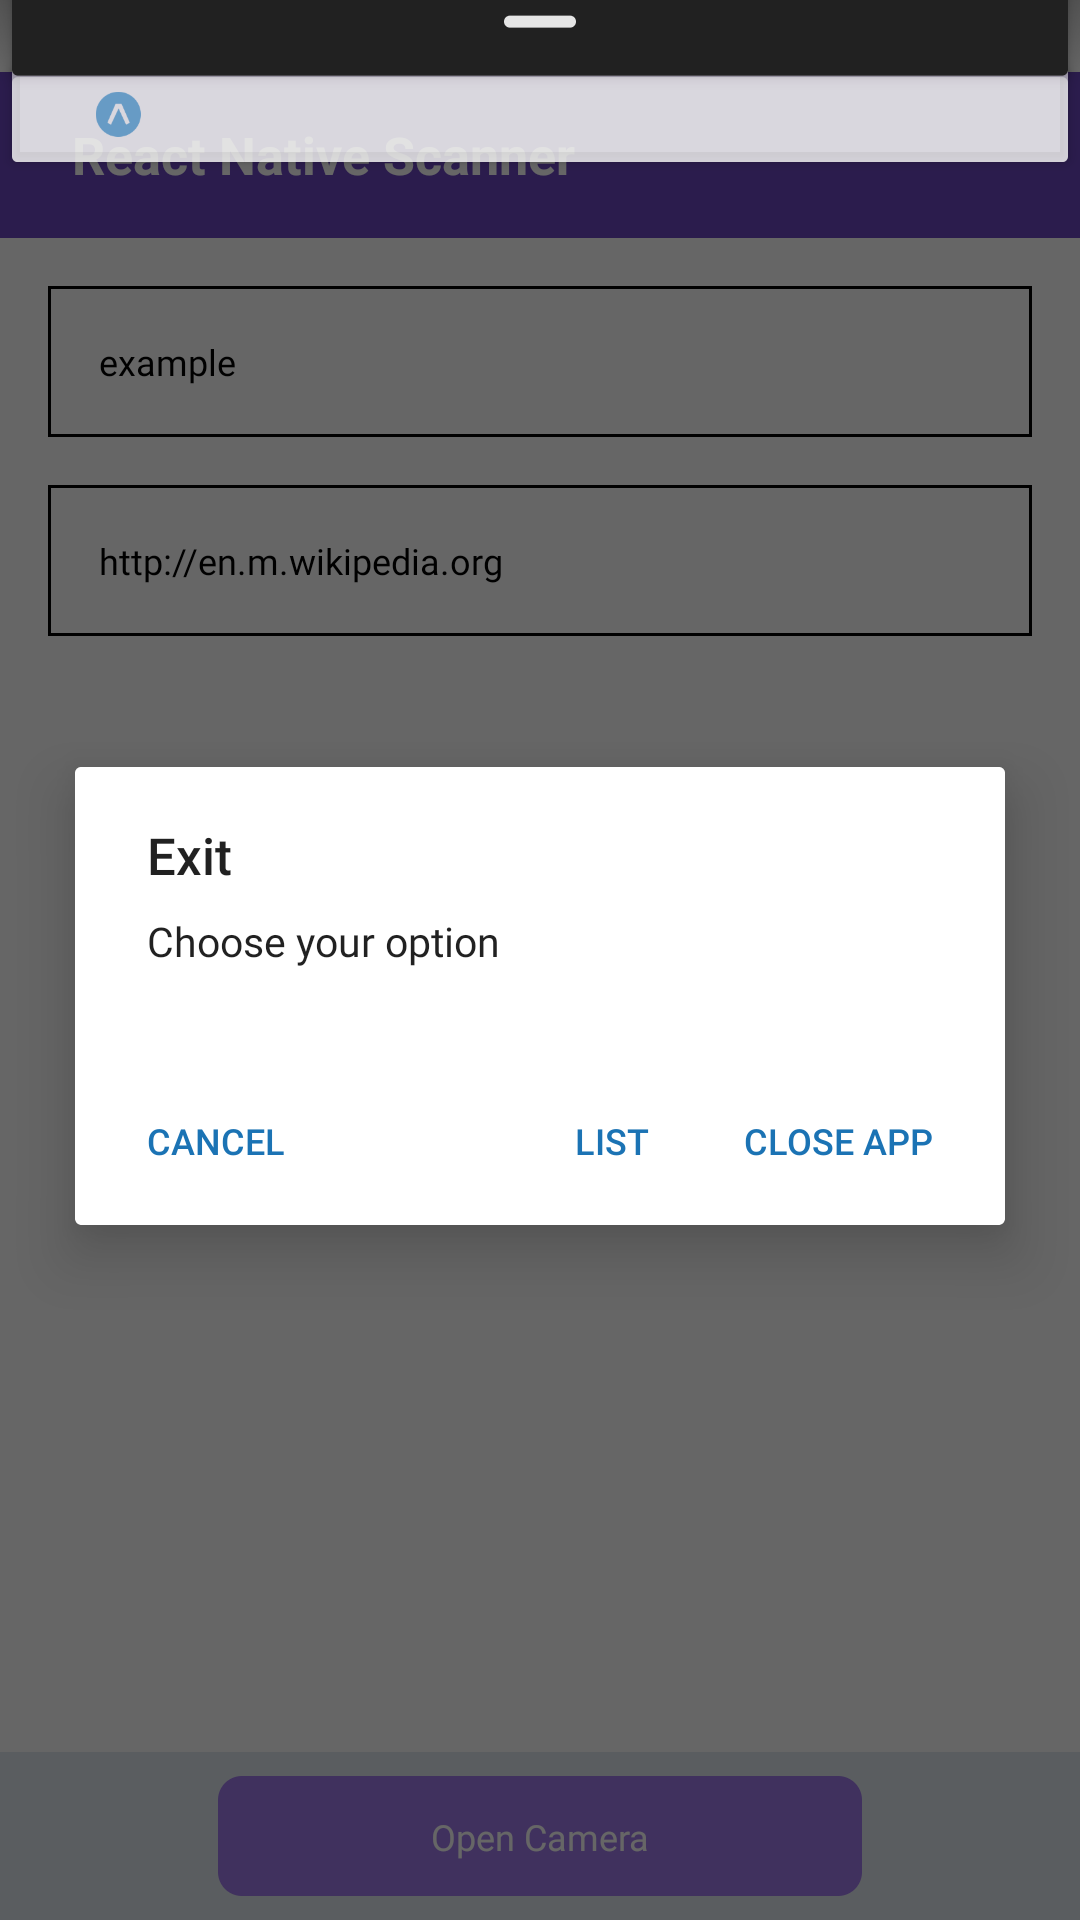 React Native Scanner
example
http://en.m.wikipedia.org
Exit
Choose your option
CANCEL LIST CLOSE APP
Open Camera